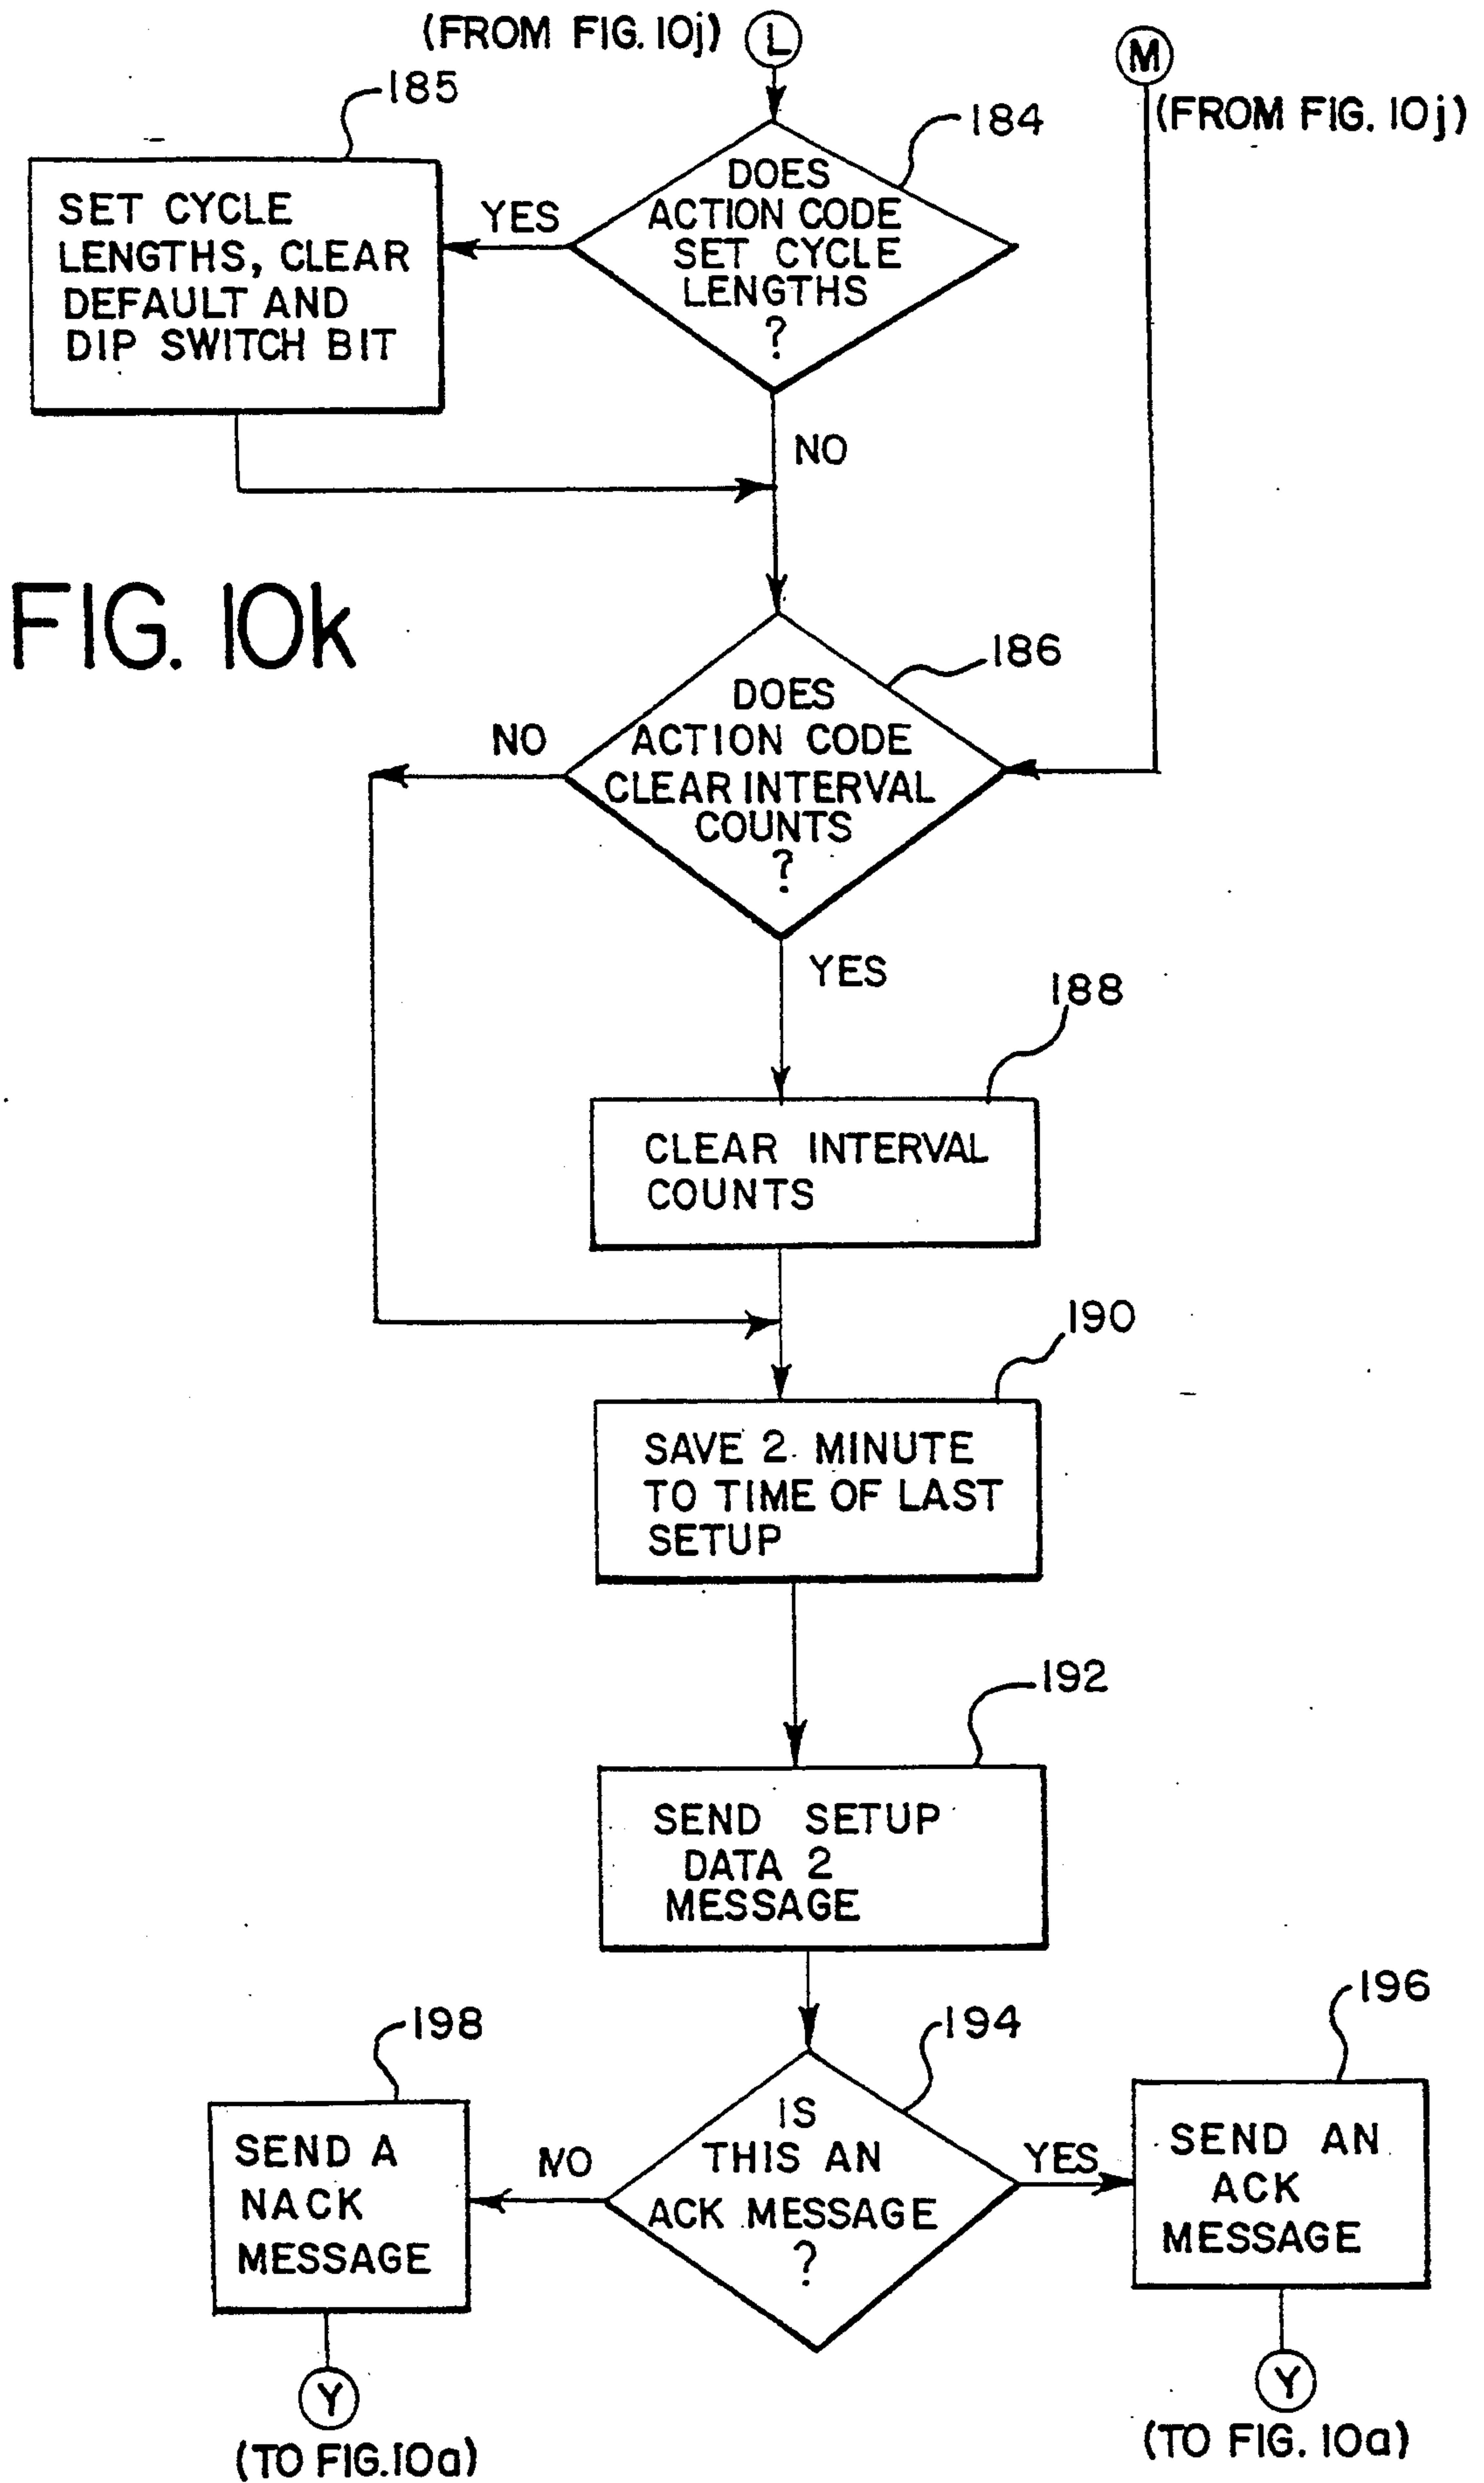 (FROM FIG. 10j) L
M
(FROM FIG. 10j)
185
184
DOES
ACTION CODE
SET CYCLE
LENGTHS
?
YES
SET CYCLE
LENGTHS, CLEAR
DEFAULT AND
DIP SWITCH BIT
NO
FIG. 10k
186
DOES
ACTION CODE
CLEAR INTERVAL
COUNTS
?
NO
YES
188
CLEAR INTERVAL
COUNTS
190
SAVE 2 MINUTE
TO TIME OF LAST
SETUP
192
SEND SETUP
DATA 2
MESSAGE
198
194
196
IS
THIS AN
ACK MESSAGE
?
NO
YES
SEND A
NACK
MESSAGE
SEND AN
ACK
MESSAGE
Y
(TO FIG. 10a)
Y
(TO FIG. 10a)